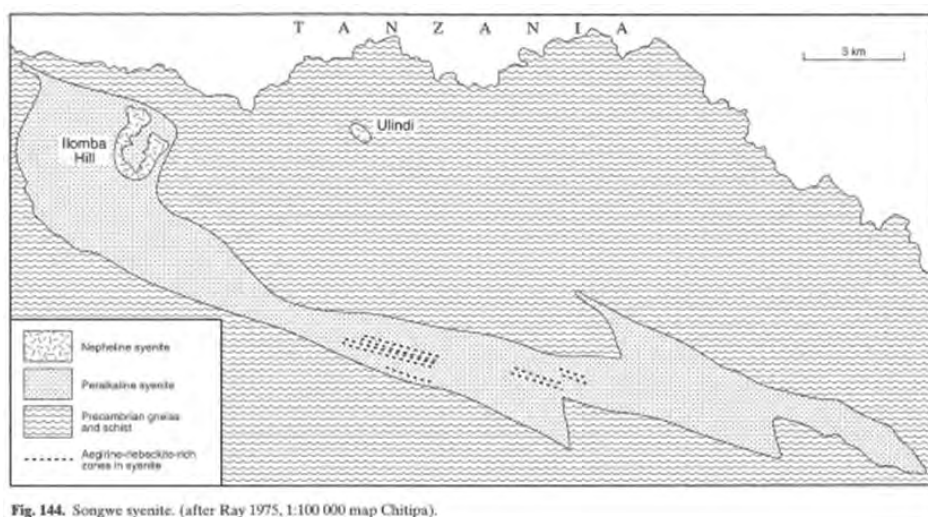 T A N Z A N I A
5 km
Ulindi
Ilomba
Hill
Nepheline syenite
Peralkaline syenite
Precambrian gneiss
and schist
Aegirine-riebeckite-rich
zones in syenite
Fig. 144. Songwe syenite. (after Ray 1975, 1:100 000 map Chitipa).